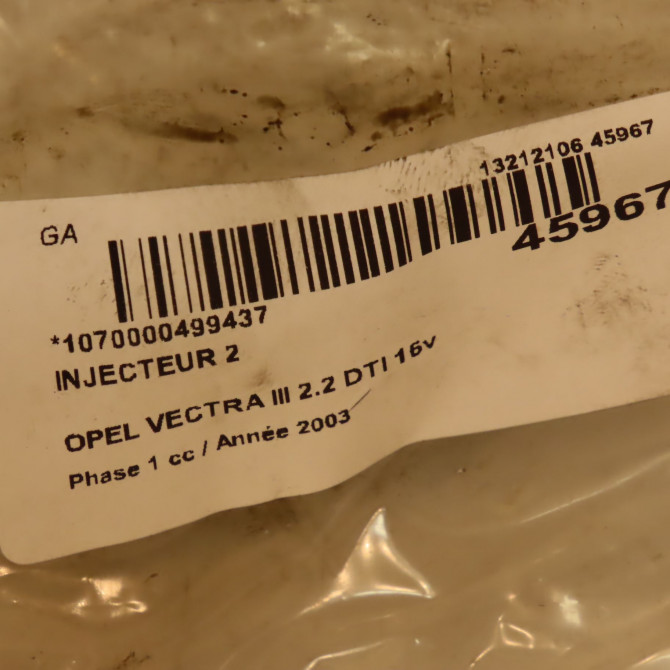 13212106 45967
GA
45967
*1070000499437
INJECTEUR 2
OPEL VECTRA III 2.2 DTI 16v
Phase 1 cc / Année 2003